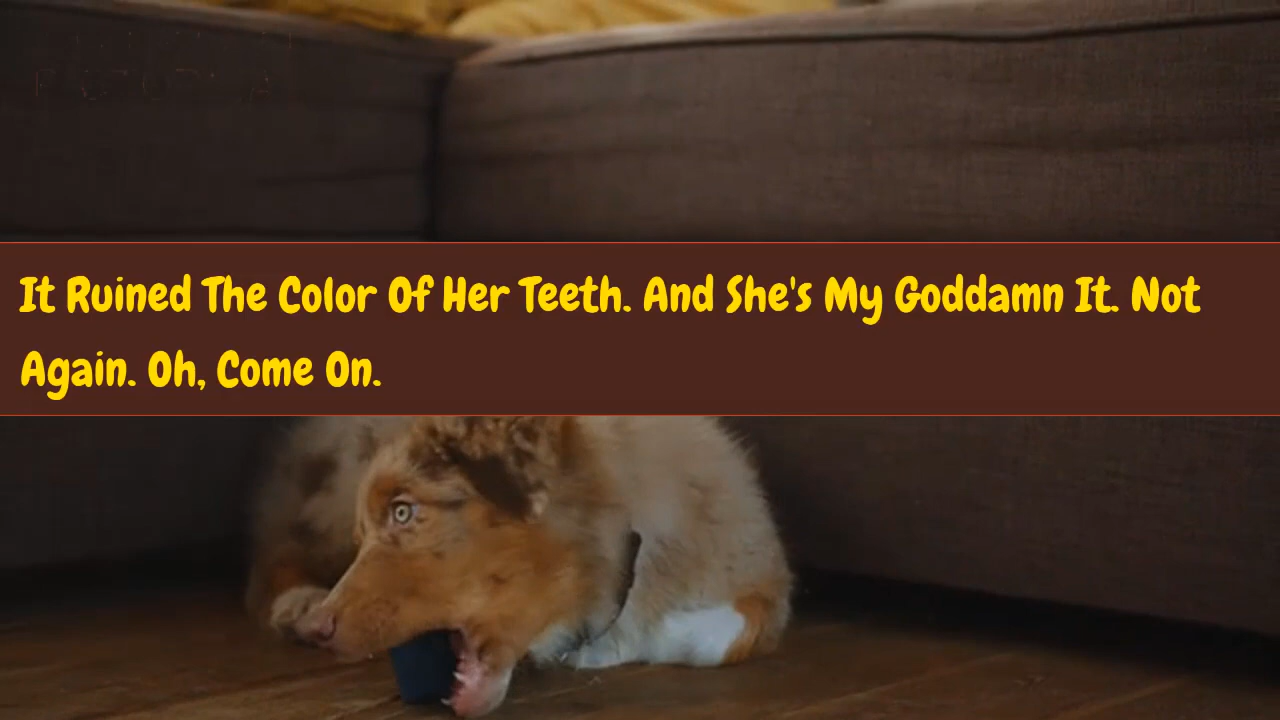 It Ruined The Color Of Her Teeth. And She's My Goddamn It. Not
Again. Oh, Come On.